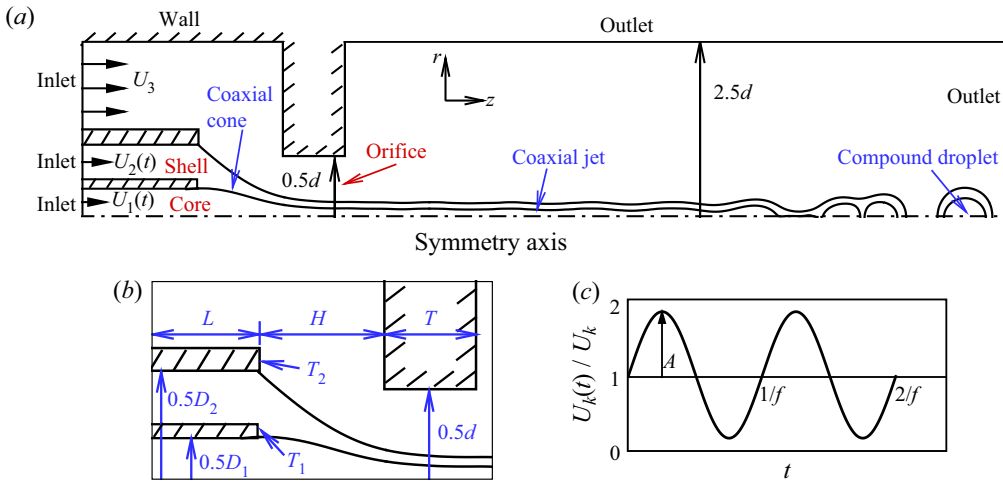 (a)
Wall
Outlet
Inlet
U3
Coaxial
cone
r
z
2.5d
Outlet
Orifice
Inlet
U2(t)
Shell
0.5d
Coaxial jet
Compound droplet
Inlet
U1(t)
Core
Symmetry axis
(b)
L
H
T
T2
0.5D2
0.5d
0.5D1
T1
(c)
2
Uk(t) / Uk
A
1
1/f
2/f
0
t